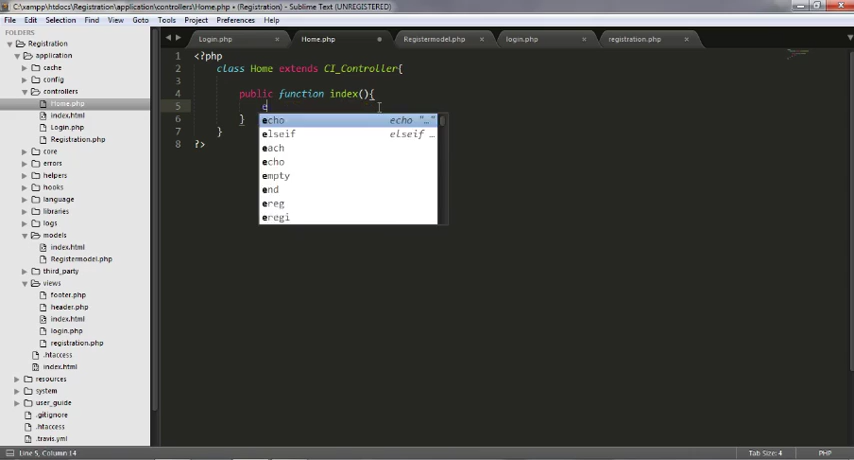 C:\xampp\htdocs\Registration\application\controllers\Home.php • (Registration) - Sublime Text (UNREGISTERED)
File Edit Selection Find View Goto Tools Project Preferences Help
FOLDERS
Registration
application
cache
config
controllers
Home.php
index.html
Login.php
Registration.php
core
errors
helpers
hooks
language
libraries
logs
models
index.html
Registermodel.php
third_party
views
footer.php
header.php
index.html
login.php
registration.php
.htaccess
index.html
resources
system
user_guide
.gitignore
.htaccess
.travis.yml
Login.php × Home.php • Registermodel.php × login.php × registration.php ×
1 <?php
2 class Home extends CI_Controller{
3
4 public function index(){
5 e
6 }
7 }
8 ?>
echo echo "…"
elseif elseif …
each
echo
empty
end
ereg
eregi
Line 5, Column 14 Tab Size: 4 PHP